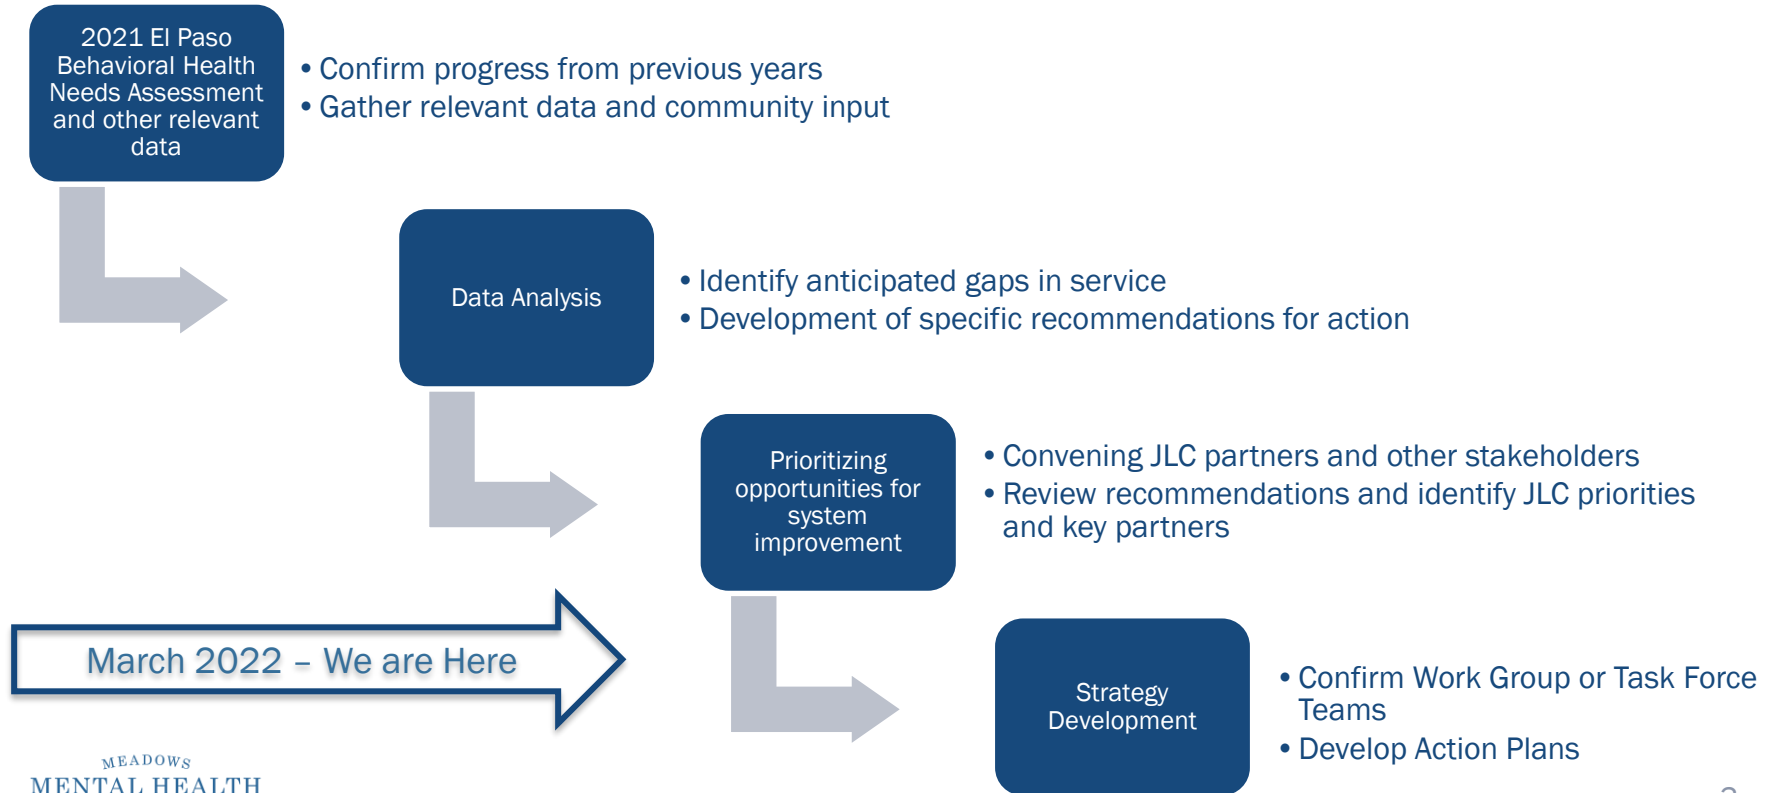 2021 El Paso
Behavioral Health
Needs Assessment
and other relevant
data
• Confirm progress from previous years
• Gather relevant data and community input
Data Analysis
• Identify anticipated gaps in service
• Development of specific recommendations for action
Prioritizing
opportunities for
system
improvement
• Convening JLC partners and other stakeholders
• Review recommendations and identify JLC priorities
and key partners
March 2022 – We are Here
Strategy
Development
• Confirm Work Group or Task Force
Teams
• Develop Action Plans
MEADOWS
MENTAL HEALTH